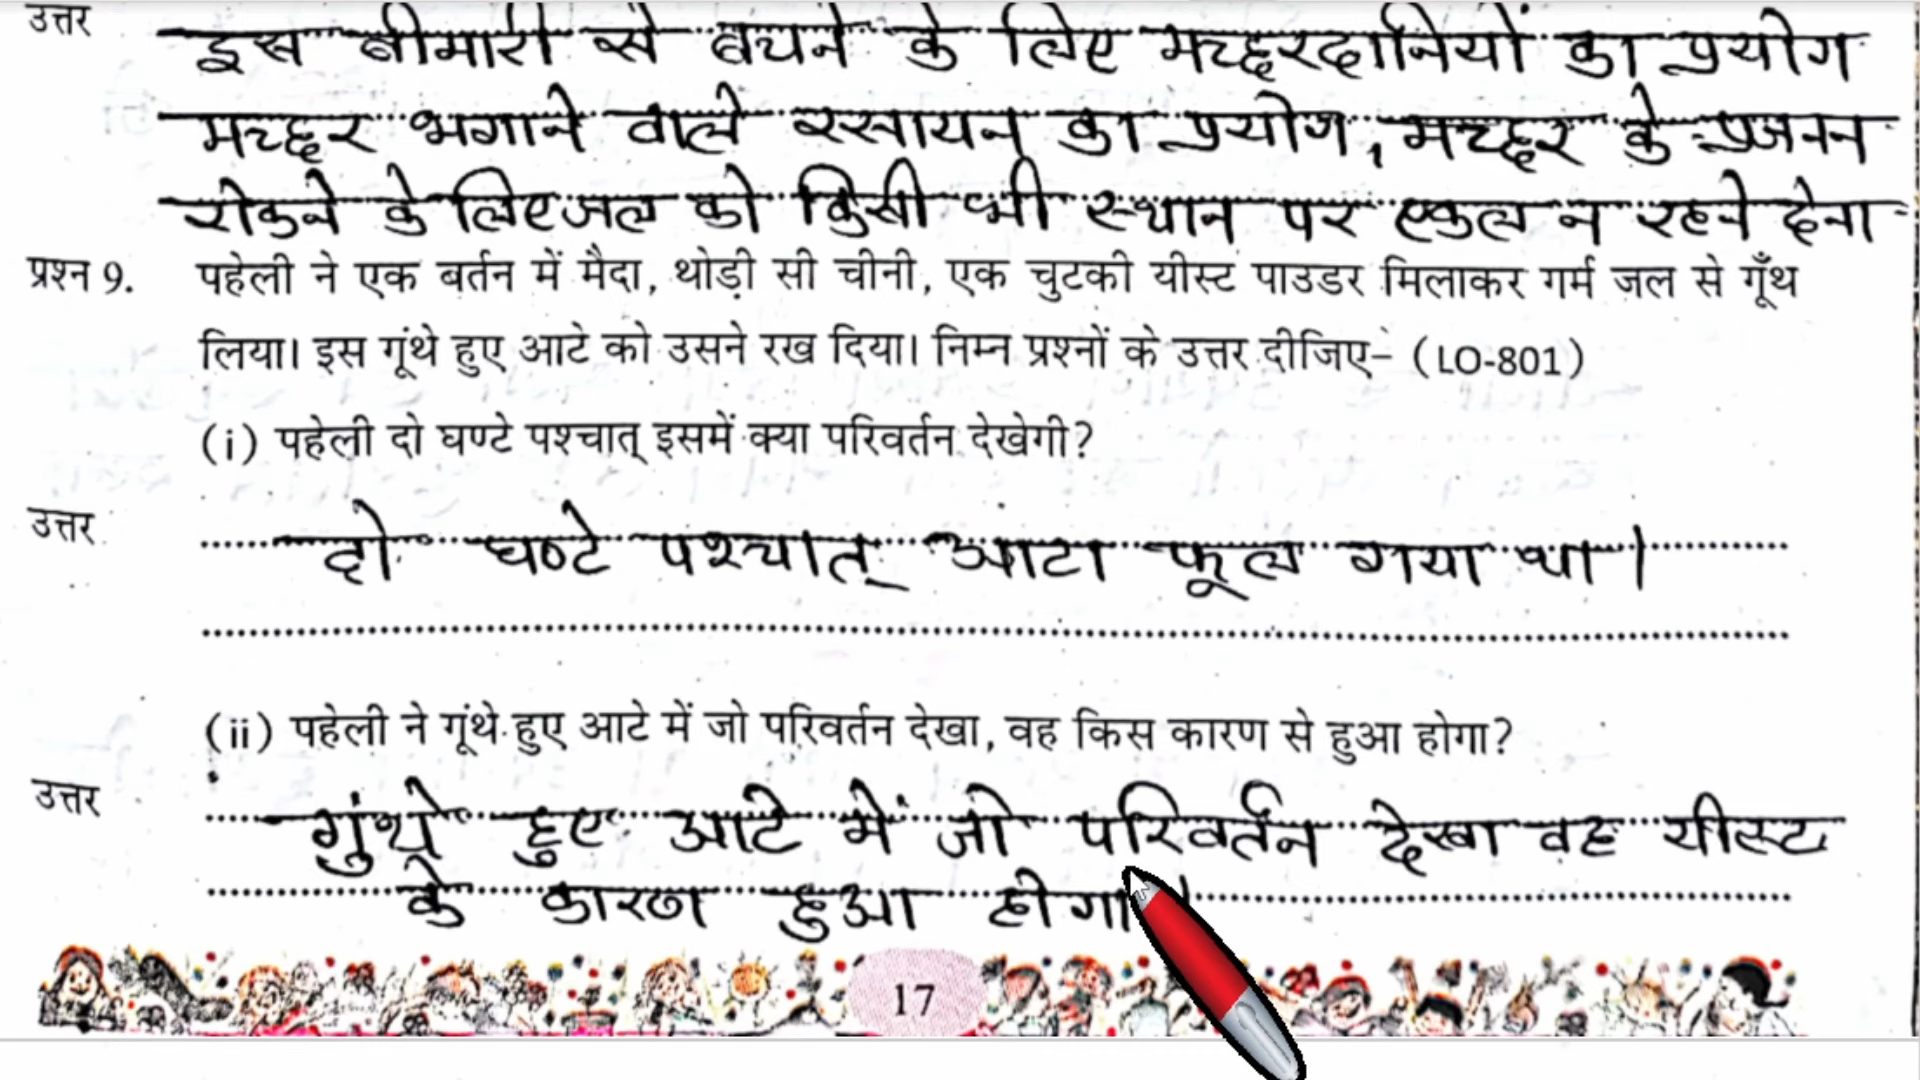 उत्तर
इस बीमारी से बचने के लिए मच्छरदानियों का प्रयोग
मच्छर भगाने वाले रसायन का प्रयोग, मच्छर के प्रजनन
रोकने के लिए जल को किसी भी स्थान पर एकत्र न रहने देना
प्रश्न 9. पहेली ने एक बर्तन में मैदा, थोड़ी सी चीनी, एक चुटकी यीस्ट पाउडर मिलाकर गर्म जल से गूँथ
लिया। इस गूंथे हुए आटे को उसने रख दिया। निम्न प्रश्नों के उत्तर दीजिए– (LO-801)
(i) पहेली दो घण्टे पश्चात् इसमें क्या परिवर्तन देखेगी?
उत्तर
दो घण्टे पश्चात् आटा फूल गया था।
(ii) पहेली ने गूंथे हुए आटे में जो परिवर्तन देखा, वह किस कारण से हुआ होगा?
उत्तर
गुंथे हुए आटे में जो परिवर्तन देखा वह यीस्ट
के कारण हुआ होगा।
17